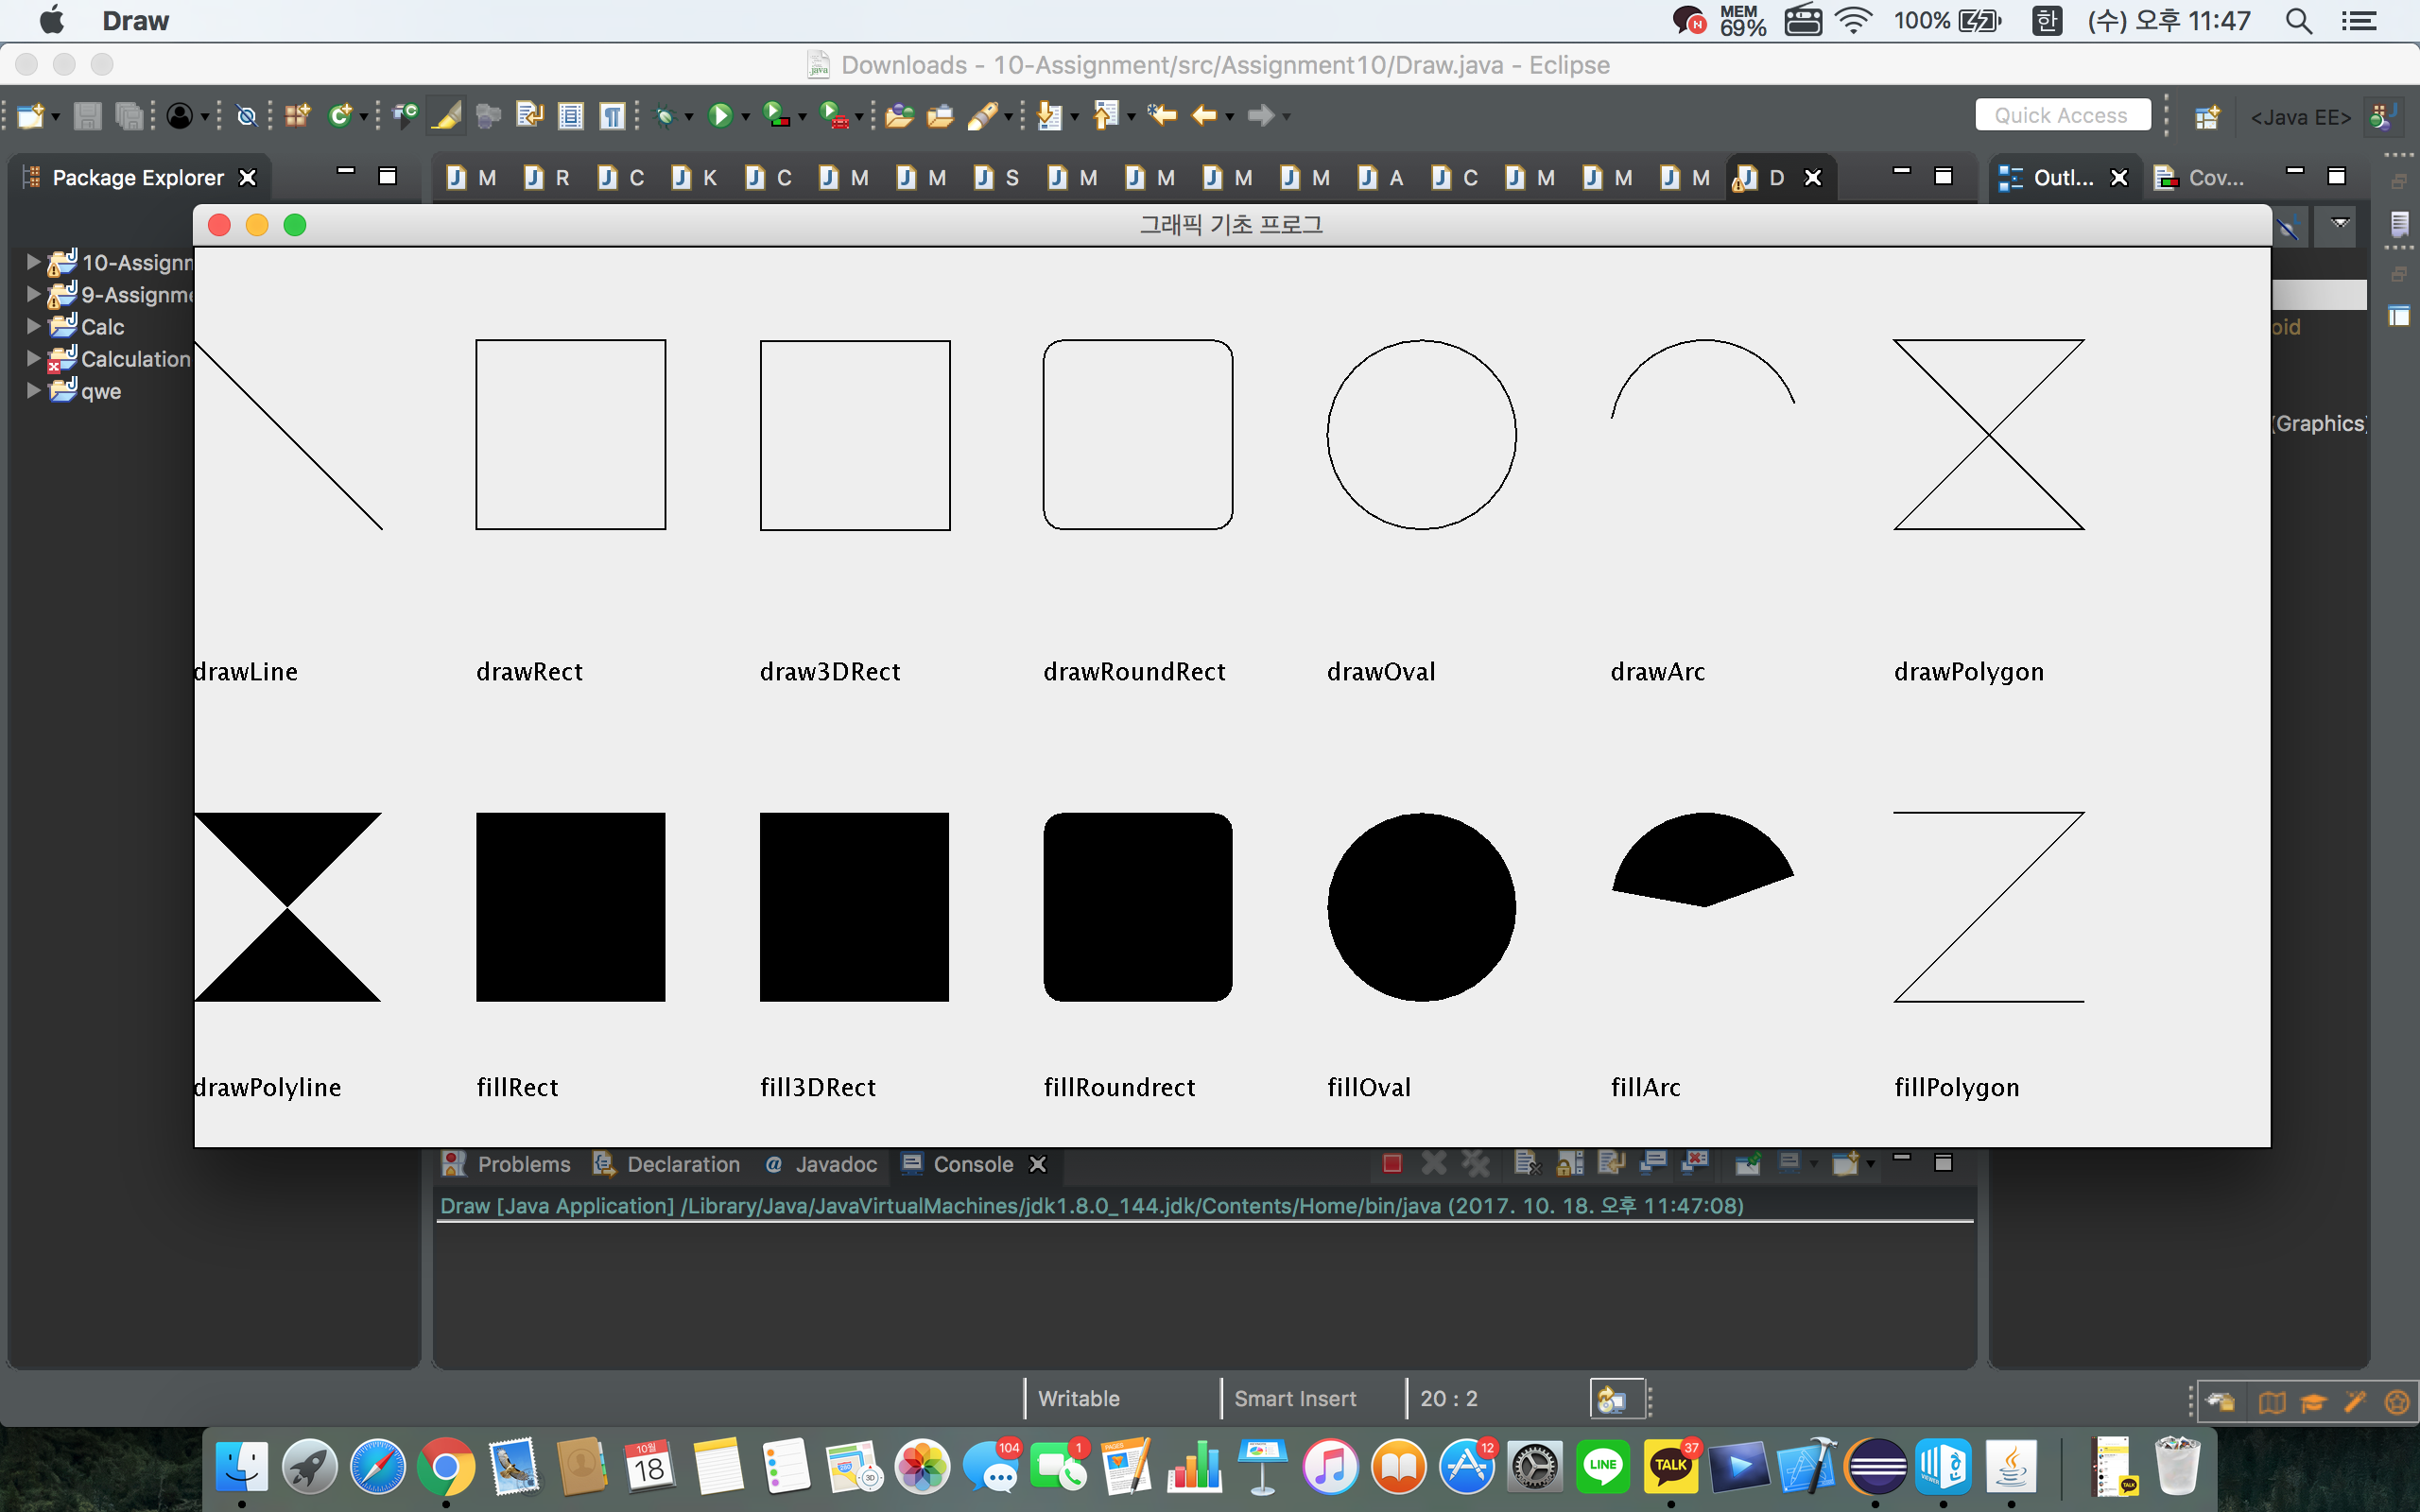 Draw
MEM
69%
100%
한
(수) 오후 11:47
Downloads - 10-Assignment/src/Assignment10/Draw.java - Eclipse
Quick Access
<Java EE>
Package Explorer
M R C K C M M S M M M M A C M M M D
Outl...
Cov...
그래픽 기초 프로그
10-Assignn
9-Assignme
Calc
Calculation
qwe
oid
(Graphics)
drawLine drawRect draw3DRect drawRoundRect drawOval drawArc drawPolygon
drawPolyline fillRect fill3DRect fillRoundrect fillOval fillArc fillPolygon
Problems Declaration @ Javadoc Console
Draw [Java Application] /Library/Java/JavaVirtualMachines/jdk1.8.0_144.jdk/Contents/Home/bin/java (2017. 10. 18. 오후 11:47:08)
Writable
Smart Insert
20 : 2
10월
18
104
1
PAGES
12
LINE
TALK
37